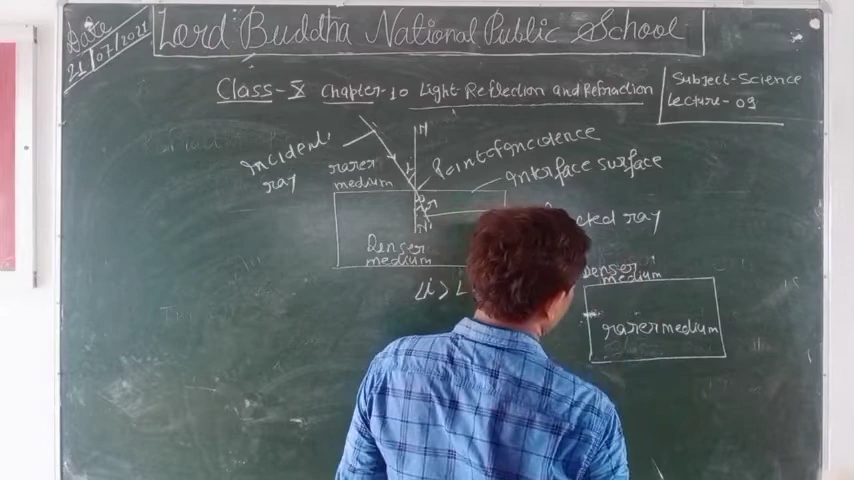 Date
21/07/2021
Lord Buddha National Public School
Class-X Chapter-10 Light-Reflection and Refraction
Subject-Science
Lecture-09
Incident
ray
rarer
medium
N
i
Point of incidence
Interface surface
r
N'
ray
Denser
medium
∠i >
Denser
medium
rarer medium